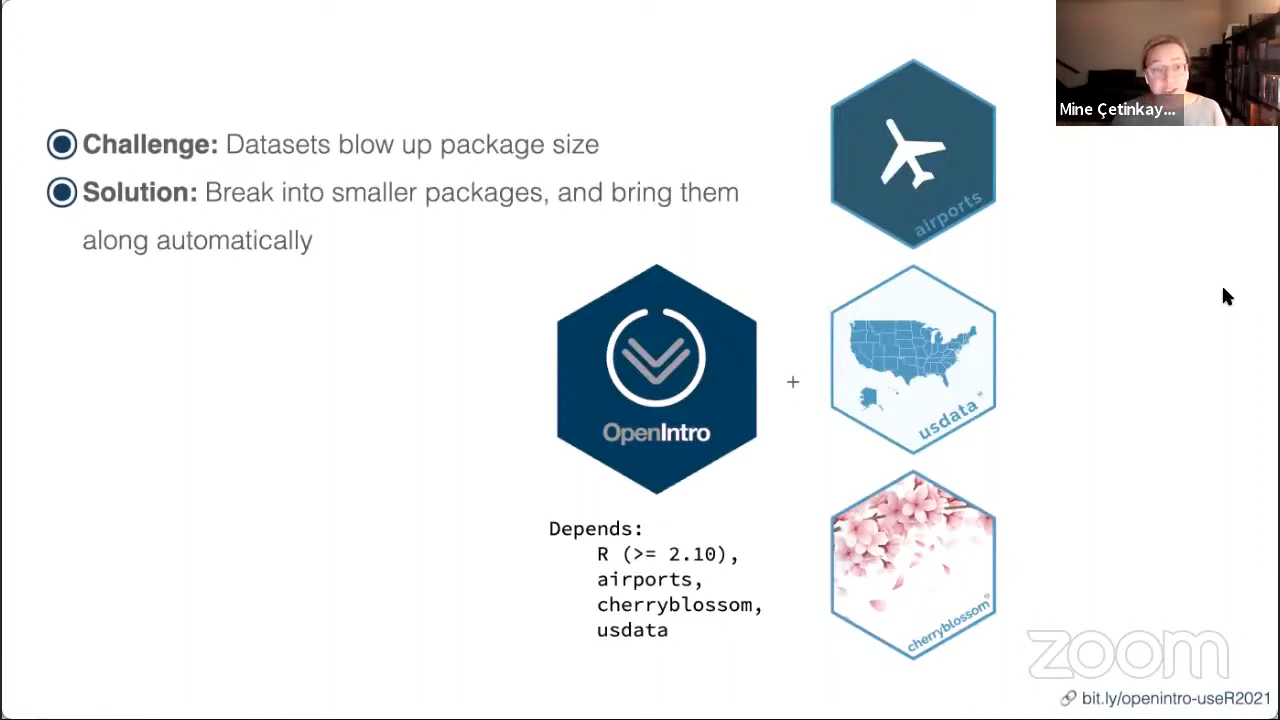 Mine Çetinkay...
Challenge: Datasets blow up package size
Solution: Break into smaller packages, and bring them
along automatically
airports
OpenIntro
+
usdata
cherryblossom
Depends:
R (>= 2.10),
airports,
cherryblossom,
usdata
zoom
bit.ly/openintro-useR2021